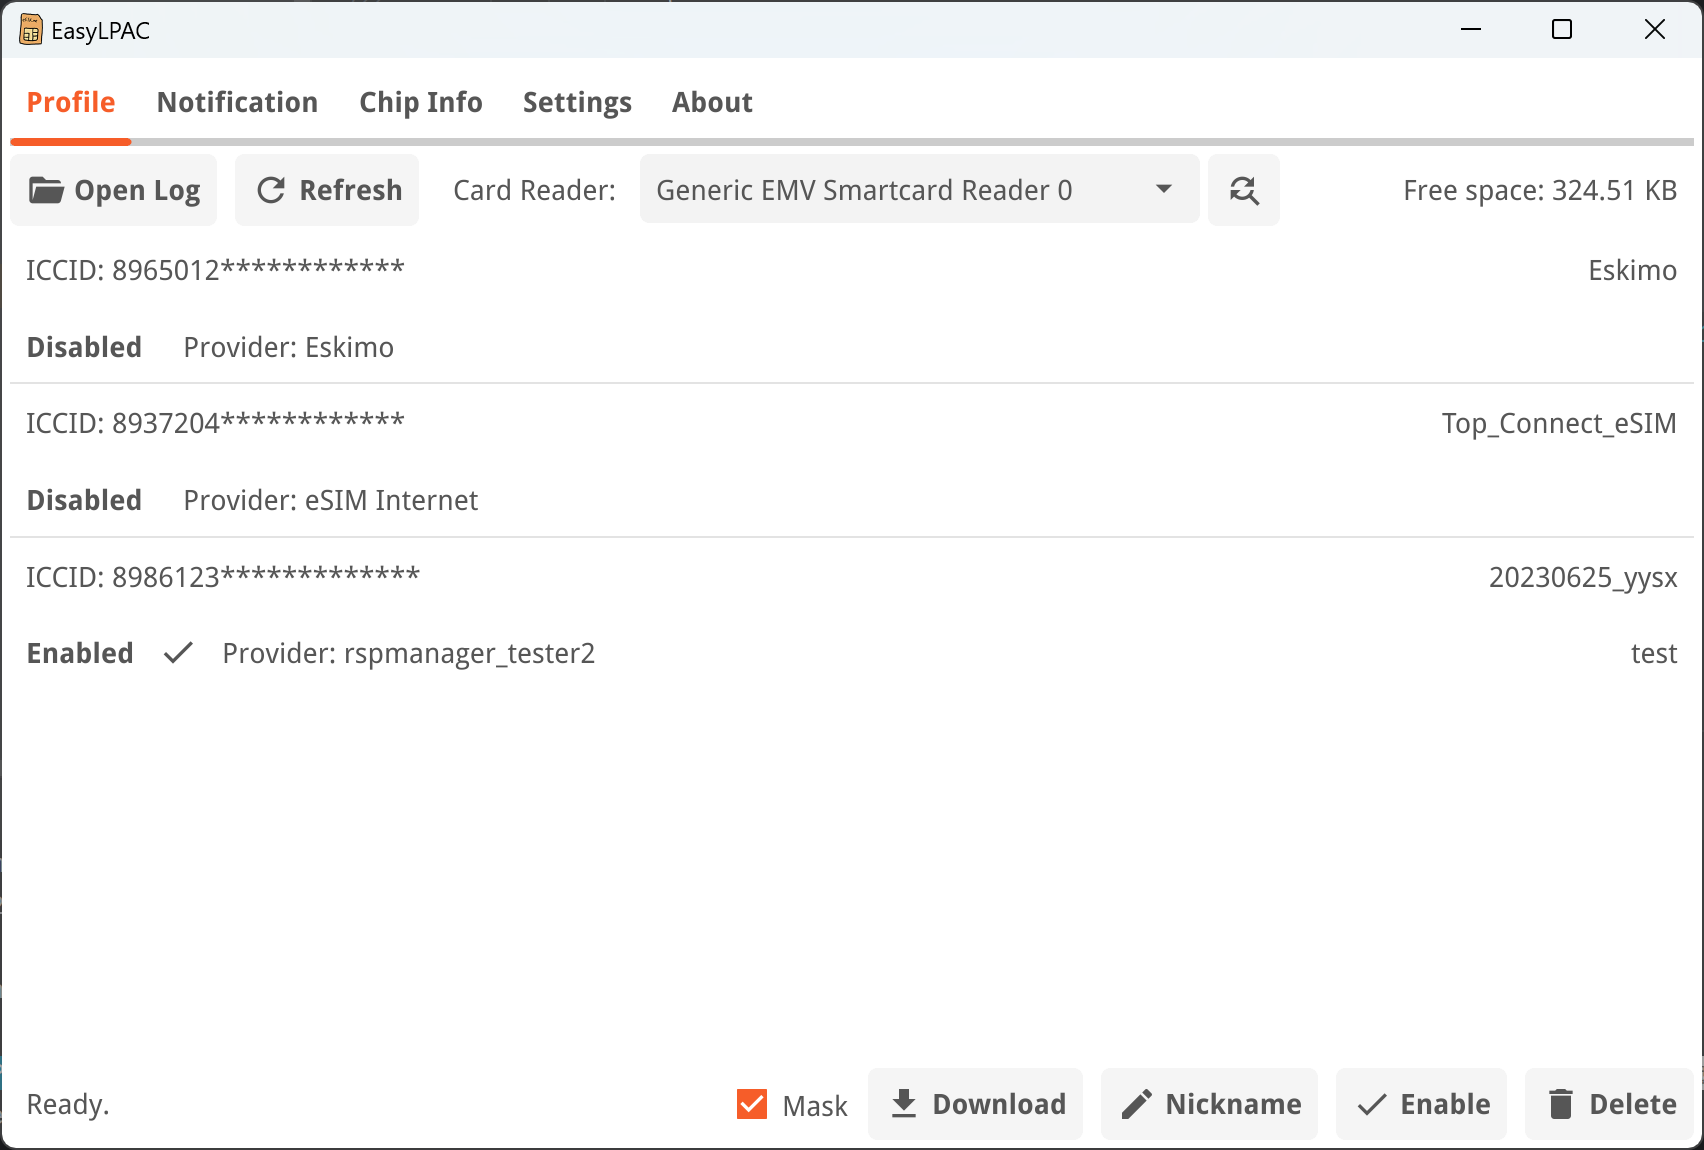 EasyLPAC
Profile Notification Chip Info Settings About
Open Log Refresh Card Reader: Generic EMV Smartcard Reader 0 Free space: 324.51 KB
ICCID: 8965012************ Eskimo
Disabled Provider: Eskimo
ICCID: 8937204************ Top_Connect_eSIM
Disabled Provider: eSIM Internet
ICCID: 8986123************* 20230625_yysx
Enabled Provider: rspmanager_tester2 test
Ready. Mask Download Nickname Enable Delete